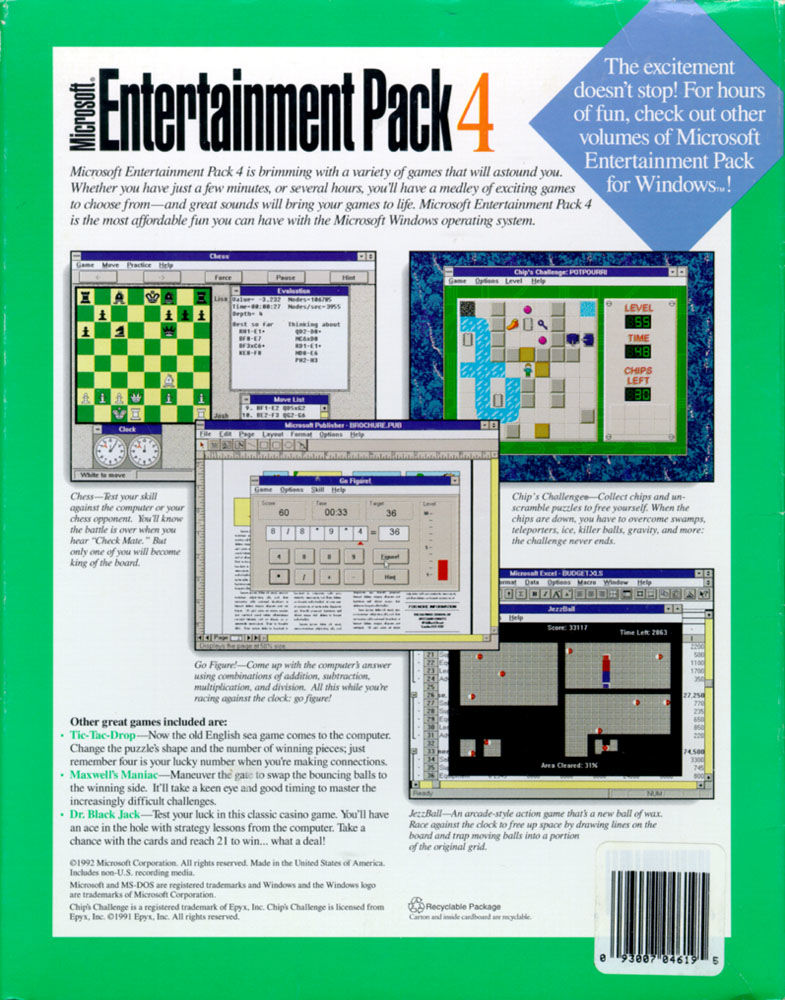 Microsoft®
Entertainment Pack 4
The excitement
doesn't stop! For hours
of fun, check out other
volumes of Microsoft
Entertainment Pack
for Windows™!
Microsoft Entertainment Pack 4 is brimming with a variety of games that will astound you.
Whether you have just a few minutes, or several hours, you'll have a medley of exciting games
to choose from—and great sounds will bring your games to life. Microsoft Entertainment Pack 4
is the most affordable fun you can have with the Microsoft Windows operating system.
Chess
Game Move Practice Help
Force Pause Hint
Lisa
Evaluation
Value= -3.232 Nodes=106705
Time=00:00:27 Nodes/sec=3955
Depth= 4
Best so far Thinking about
Move List
9. BF1-E2 QD5xG2
10. BE2-F3 QG2-G6
Josh
Clock
White to move
Chip's Challenge: POTPOURRI
Game Options Level Help
LEVEL
55
TIME
48
CHIPS
LEFT
30
Microsoft Publisher - BROCHURE.PUB
File Edit Page Layout Format Options Help
Go Figure!
Game Options Skill Help
Score Time Target Level
60 00:33 36
8 / 8 * 9 * 4 = 36
4 8 8 9 Figure!
* / + - Hint
FOR MORE INFORMATION
Page
Displays the page at 50% size.
Chess—Test your skill
against the computer or your
chess opponent. You'll know
the battle is over when you
hear "Check Mate." But
only one of you will become
king of the board.
Chip's Challenge®—Collect chips and un-
scramble puzzles to free yourself. When the
chips are down, you have to overcome swamps,
teleporters, ice, killer balls, gravity, and more:
the challenge never ends.
Microsoft Excel - BUDGET.XLS
Formula Format Data Options Macro Window Help
JezzBall
Help
Score: 33117
Time Left: 2863
Area Cleared: 31%
Ready
NUM
Go Figure!—Come up with the computer's answer
using combinations of addition, subtraction,
multiplication, and division. All this while you're
racing against the clock: go figure!
Other great games included are:
• Tic-Tac-Drop—Now the old English sea game comes to the computer.
Change the puzzle's shape and the number of winning pieces; just
remember four is your lucky number when you're making connections.
• Maxwell's Maniac—Maneuver the gate to swap the bouncing balls to
the winning side. It'll take a keen eye and good timing to master the
increasingly difficult challenges.
• Dr. Black Jack—Test your luck in this classic casino game. You'll have
an ace in the hole with strategy lessons from the computer. Take a
chance with the cards and reach 21 to win... what a deal!
JezzBall—An arcade-style action game that's a new ball of wax.
Race against the clock to free up space by drawing lines on the
board and trap moving balls into a portion
of the original grid.
©1992 Microsoft Corporation. All rights reserved. Made in the United States of America.
Includes non-U.S. recording media.
Microsoft and MS-DOS are registered trademarks and Windows and the Windows logo
are trademarks of Microsoft Corporation.
Chip's Challenge is a registered trademark of Epyx, Inc. Chip's Challenge is licensed from
Epyx, Inc. ©1991 Epyx, Inc. All rights reserved.
Recyclable Package
Carton and inside cardboard are recyclable.
0 93007 04619 5